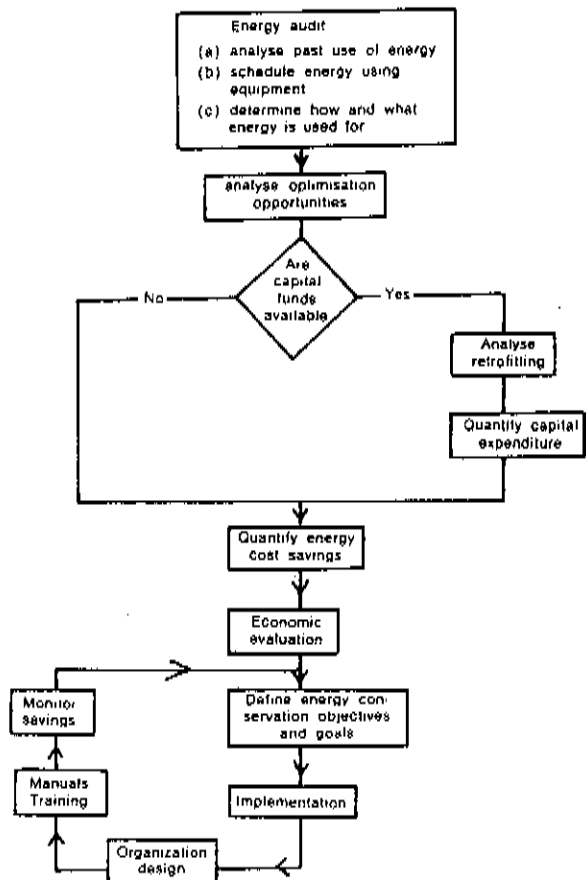 Energy audit
(a) analyse past use of energy
(b) schedule energy using
equipment
(c) determine how and what
energy is used for
analyse optimisation
opportunities
Are
capital
funds
available
No
Yes
Analyse
retrofitting
Quantify capital
expenditure
Quantify energy
cost savings
Economic
evaluation
Define energy con-
servation objectives
and goals
Monitor
savings
Manuals
Training
Implementation
Organization
design